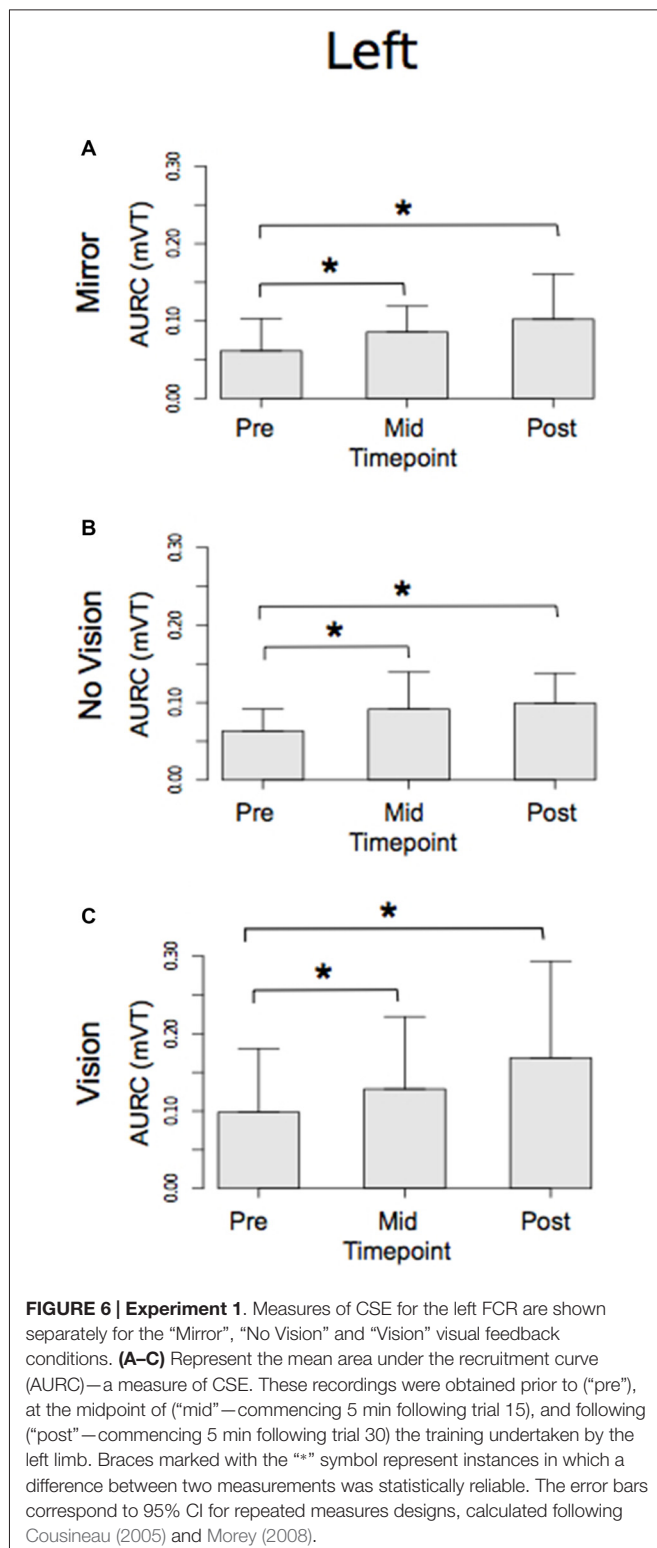 Left
A
Mirror
AURC (mVT)
0.30
0.20
0.10
0.00
*
*
Pre Mid Post
Timepoint
B
No Vision
AURC (mVT)
0.30
0.20
0.10
0.00
*
*
Pre Mid Post
Timepoint
C
Vision
AURC (mVT)
0.30
0.20
0.10
0.00
*
*
Pre Mid Post
Timepoint
FIGURE 6 | Experiment 1. Measures of CSE for the left FCR are shown
separately for the “Mirror”, “No Vision” and “Vision” visual feedback
conditions. (A–C) Represent the mean area under the recruitment curve
(AURC)—a measure of CSE. These recordings were obtained prior to (“pre”),
at the midpoint of (“mid”—commencing 5 min following trial 15), and following
(“post”—commencing 5 min following trial 30) the training undertaken by the
left limb. Braces marked with the “*” symbol represent instances in which a
difference between two measurements was statistically reliable. The error bars
correspond to 95% CI for repeated measures designs, calculated following
Cousineau (2005) and Morey (2008).